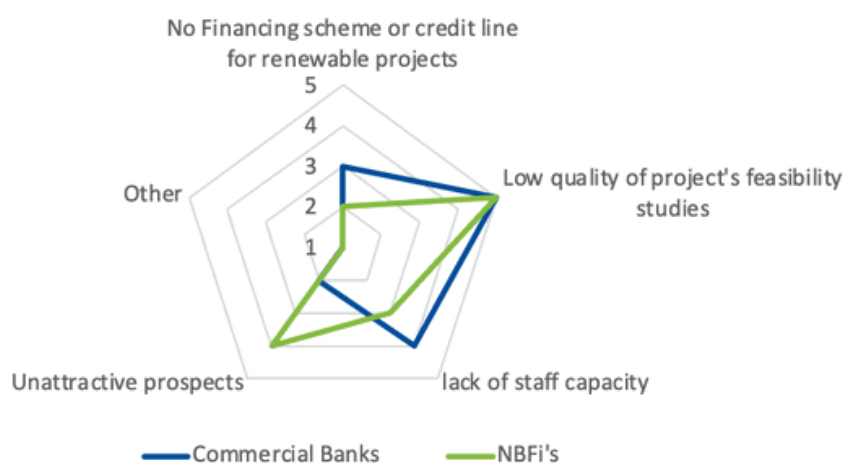 No Financing scheme or credit line
for renewable projects
5
4
3
2
1
Other
Low quality of project's feasibility
studies
Unattractive prospects
lack of staff capacity
Commercial Banks
NBFi's